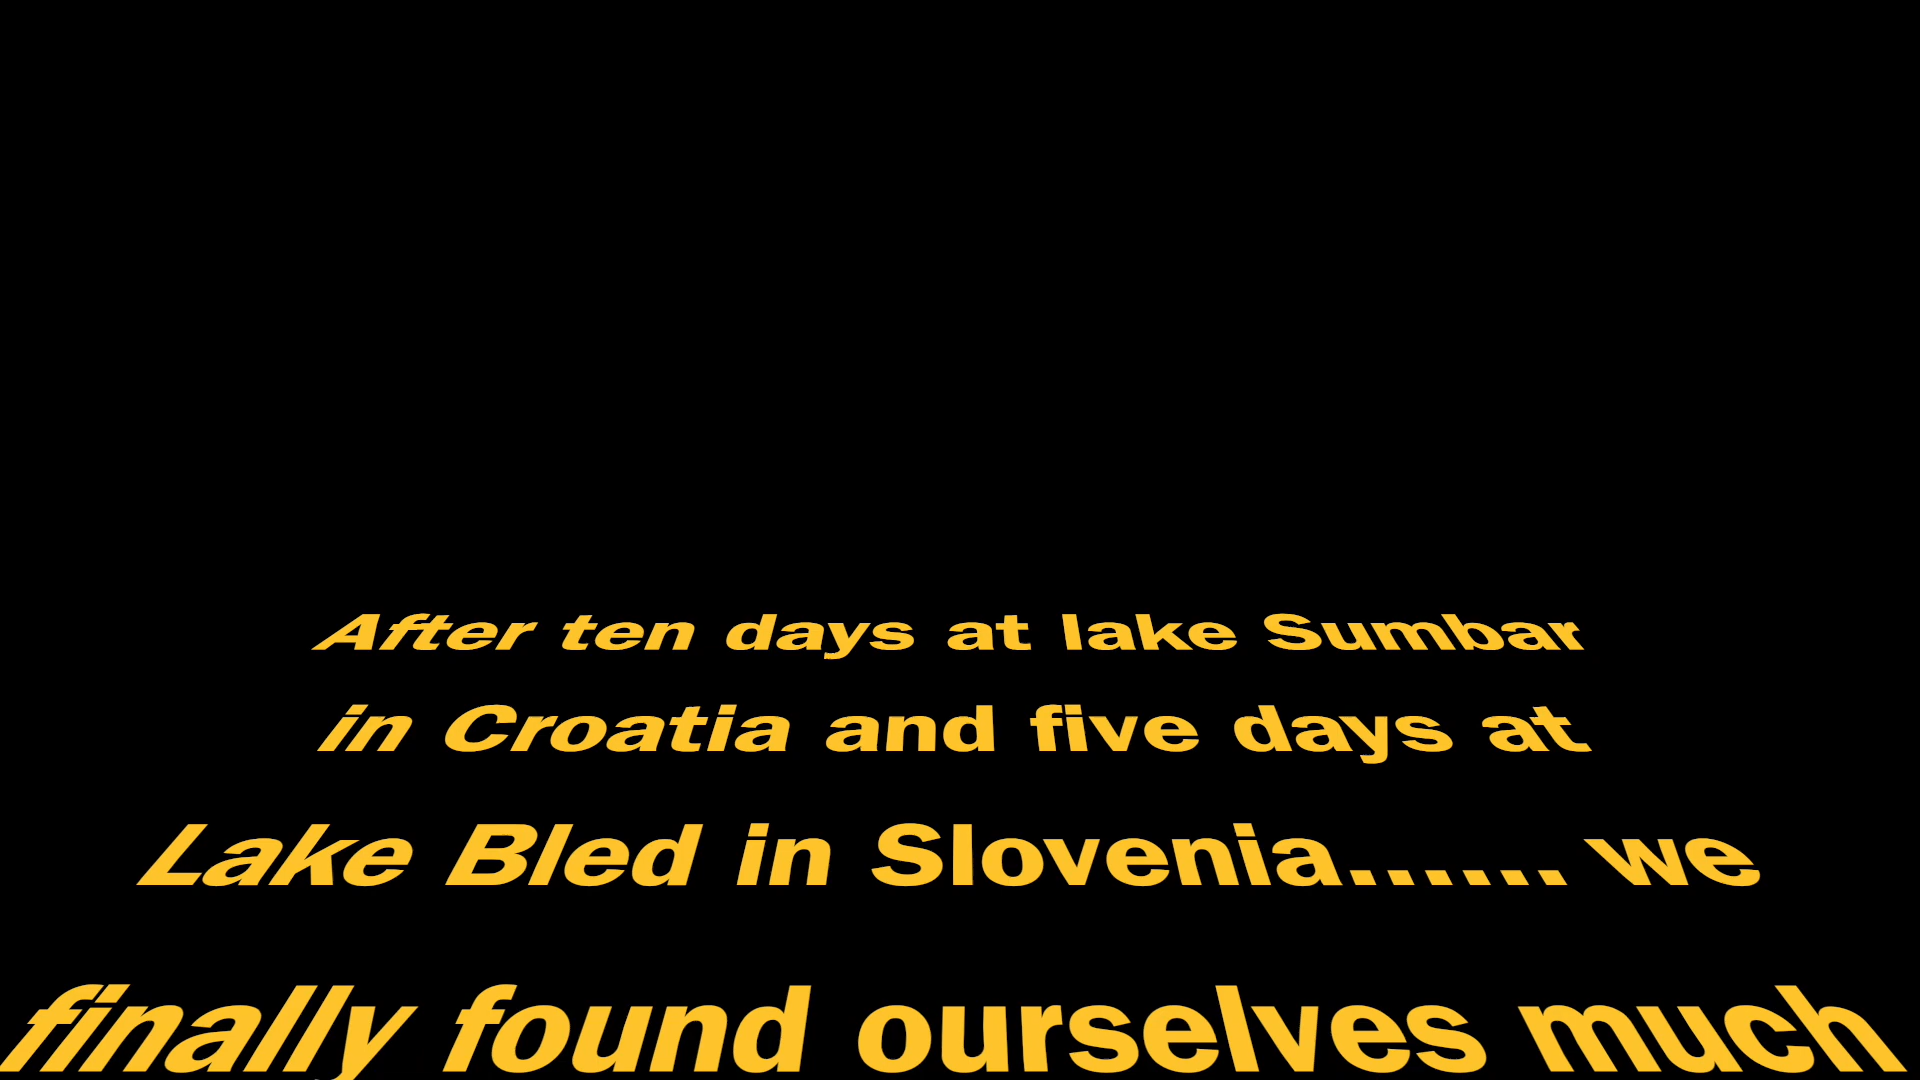 After ten days at lake Sumbar
in Croatia and five days at
Lake Bled in Slovenia...... we
finally found ourselves much